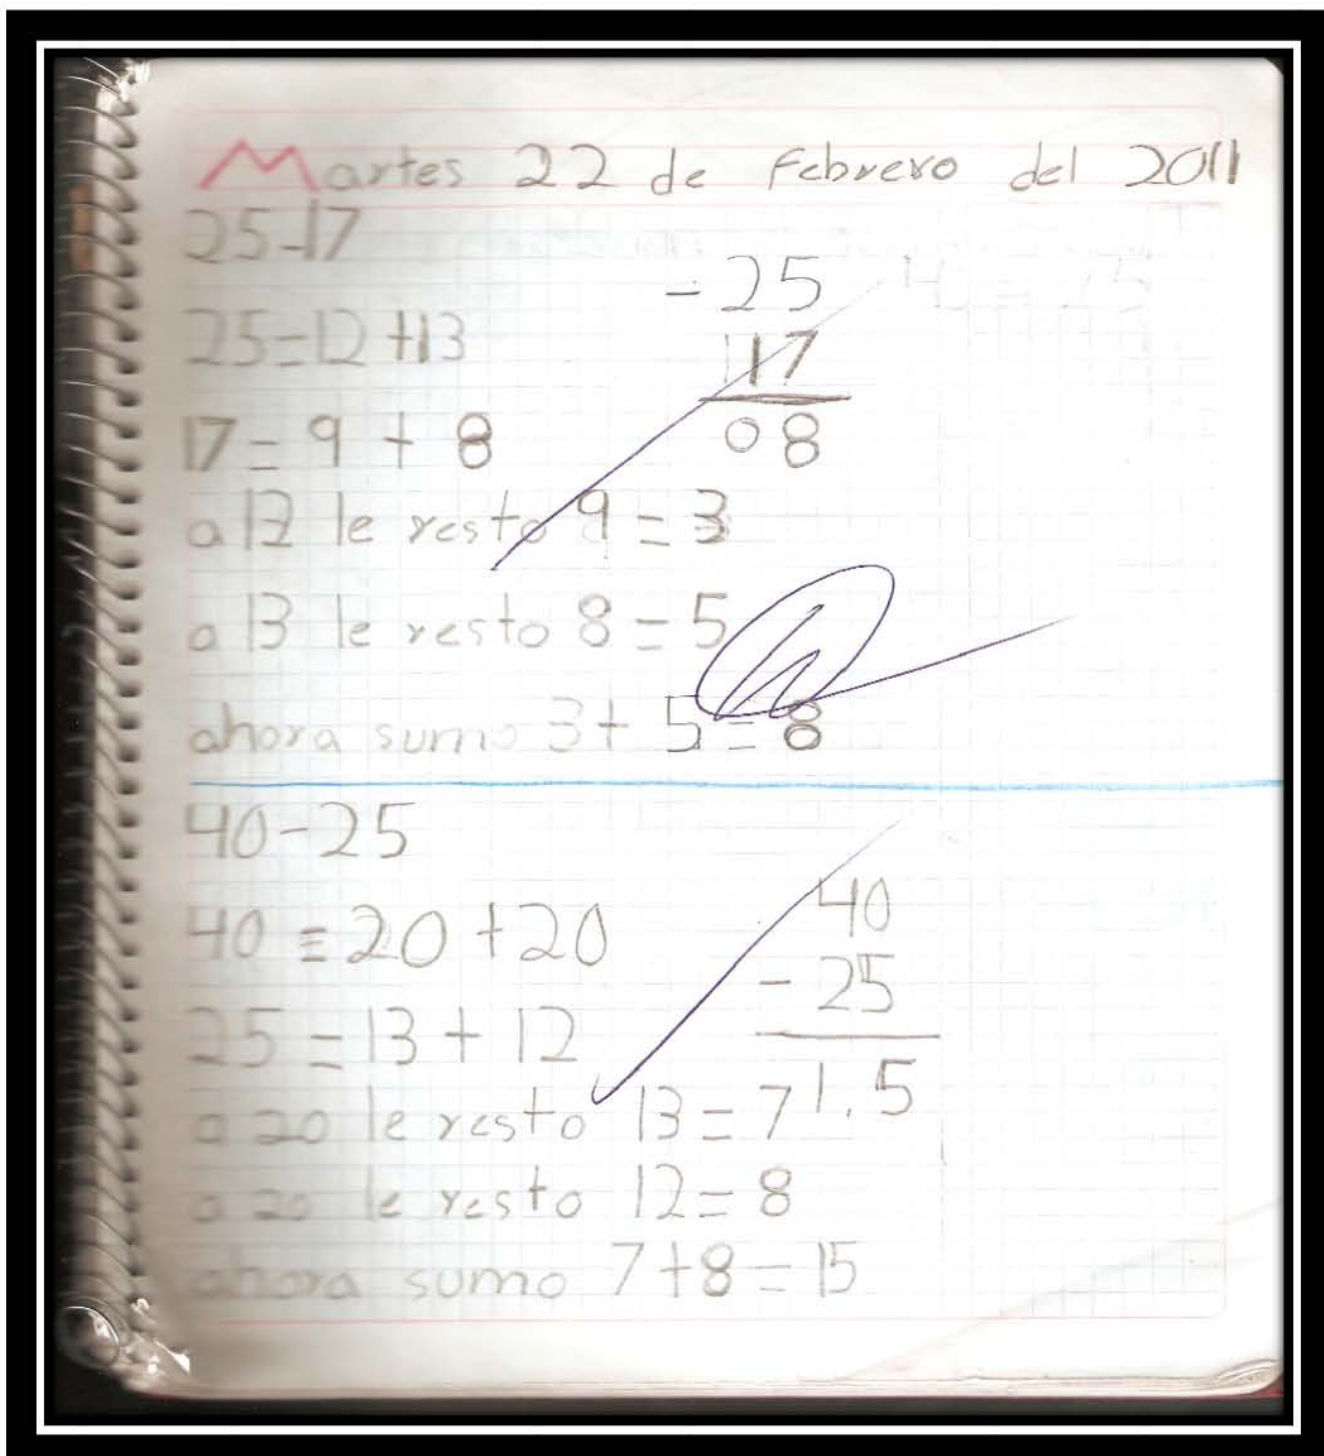 Martes 22 de Febrero del 2011
25-17
25=12+13
17=9+8
a 12 le resto 9=3
a 13 le resto 8=5
ahora sumo 3+5=8
-25
17
08
40-25
40=20+20
25=13+12
a 20 le resto 13=7
a 20 le resto 12=8
ahora sumo 7+8=15
40
-25
1.5